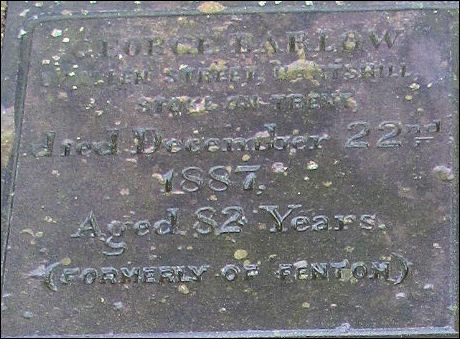 GEORGE BARLOW
STREET, HARTSHILL,
STOKE-ON-TRENT
died December 22nd
1887,
Aged 82 Years.
(FORMERLY OF FENTON)